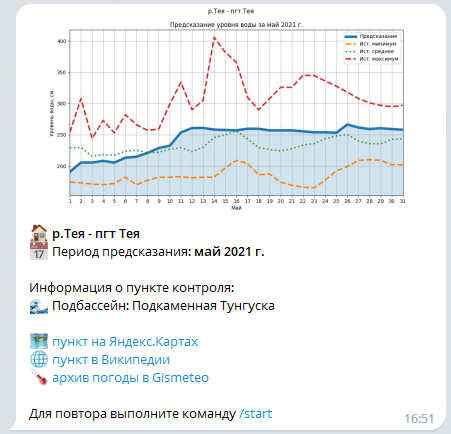 р.Тея - пгт Тея
Предсказание уровня воды за май 2021 г.
Предсказание
Ист. минимум
Ист. среднее
Ист. максимум
Уровень воды, см.
400
350
300
250
200
1 2 3 4 5 6 7 8 9 10 11 12 13 14 15 16 17 18 19 20 21 22 23 24 25 26 27 28 29 30 31
Май
р.Тея - пгт Тея
17 Период предсказания: май 2021 г.
Информация о пункте контроля:
Подбассейн: Подкаменная Тунгуска
пункт на Яндекс.Картах
пункт в Википедии
архив погоды в Gismeteo
Для повтора выполните команду /start
16:51